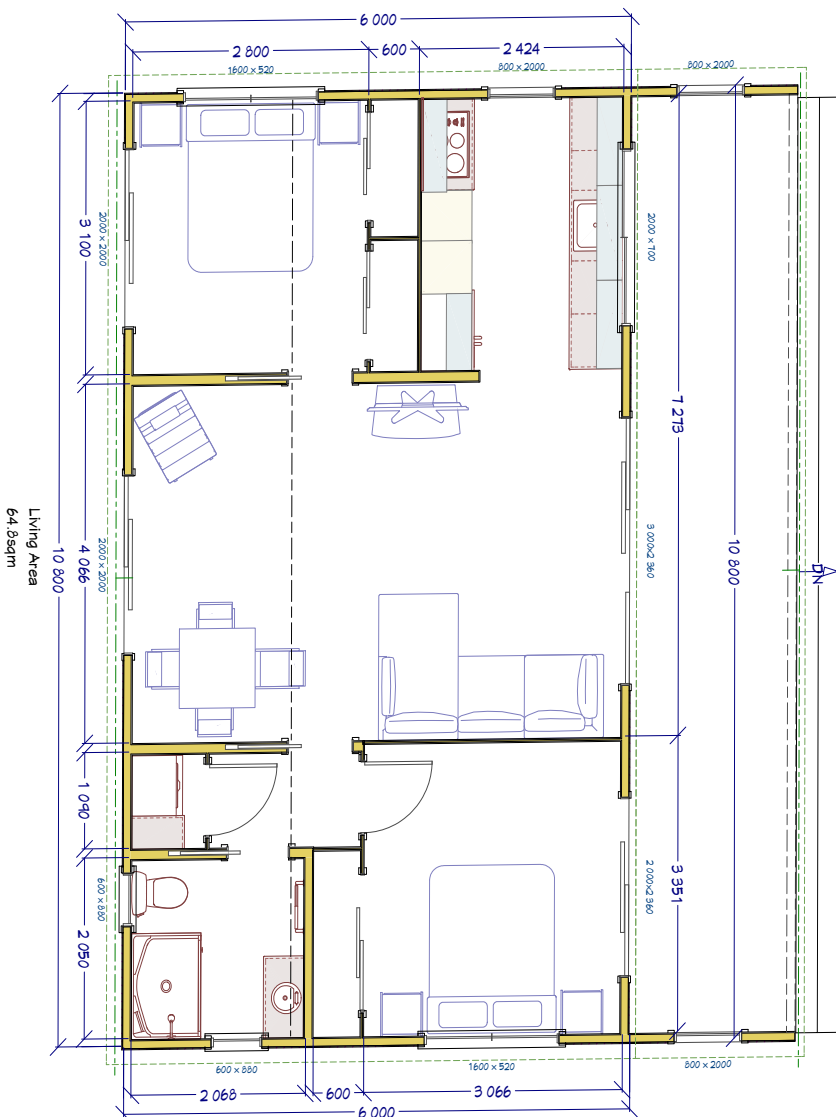 6 000
2 800
600
2 424
1600 x 520
800 x 2000
800 x 2000
3 100
2000 x 2000
2000 x 700
7 273
10 800
Living Area
64.8sqm
10 800
4 066
2000 x 2000
3 000x2 360
DN
1 090
3 351
2 000x2 360
600 x 880
2 050
600 x 880
1600 x 520
800 x 2000
2 068
600
3 066
6 000